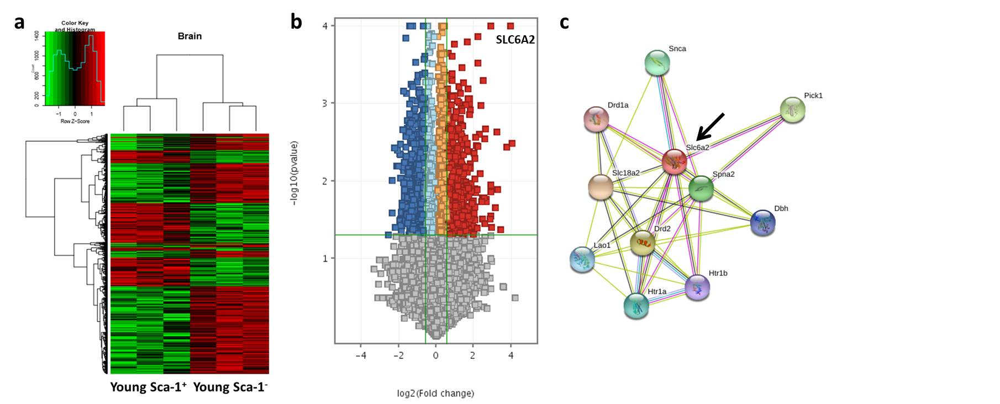 a
Color Key
and Histogram
Count
0 200 600 1000 1400
−1 0 1
Row Z−Score
Brain
Young Sca-1+ Young Sca-1-
b
SLC6A2
−log10(pvalue)
4
3
2
1
−4 −2 0 2 4
log2(Fold change)
c
Snca
Pick1
Drd1a
Slc6a2
Slc18a2
Spna2
Dbh
Drd2
Lao1
Htr1b
Htr1a